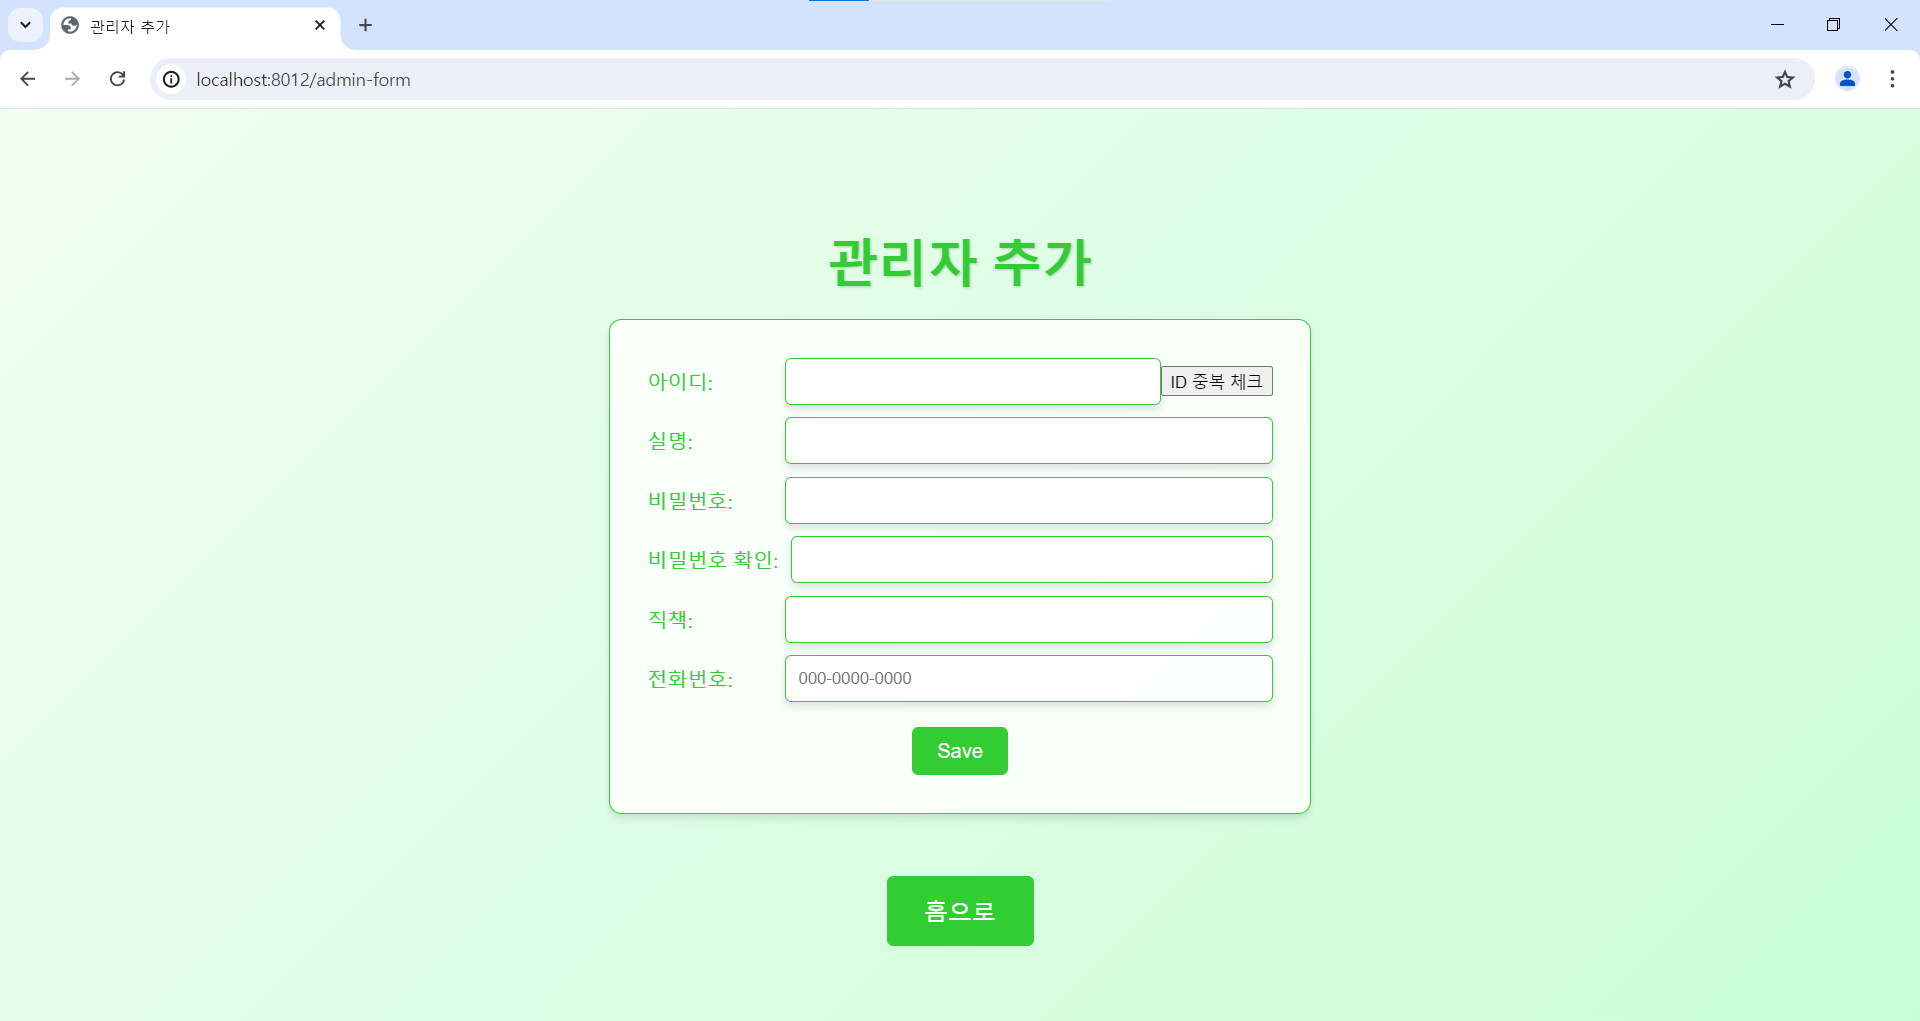 관리자 추가
localhost:8012/admin-form
관리자 추가
아이디:
ID 중복 체크
실명:
비밀번호:
비밀번호 확인:
직책:
전화번호:
000-0000-0000
Save
홈으로